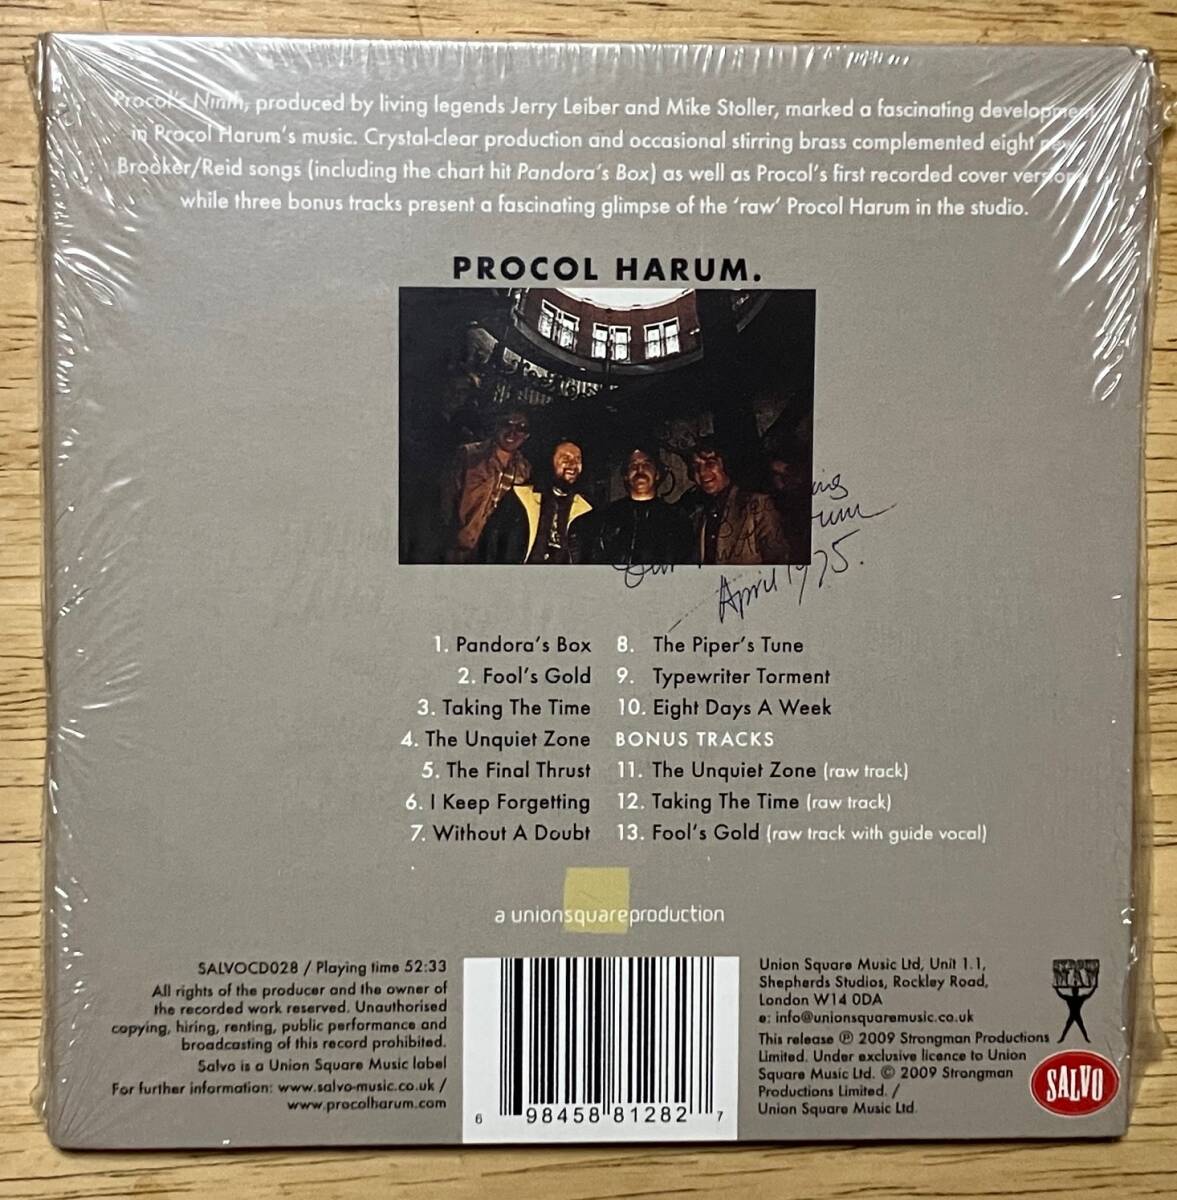 Procol's Ninth, produced by living legends Jerry Leiber and Mike Stoller, marked a fascinating development
in Procol Harum's music. Crystal-clear production and occasional stirring brass complemented eight new
Brooker/Reid songs (including the chart hit Pandora's Box) as well as Procol's first recorded cover versions,
while three bonus tracks present a fascinating glimpse of the 'raw' Procol Harum in the studio.
PROCOL HARUM.
April 1975.
1. Pandora's Box
2. Fool's Gold
3. Taking The Time
4. The Unquiet Zone
5. The Final Thrust
6. I Keep Forgetting
7. Without A Doubt
8. The Piper's Tune
9. Typewriter Torment
10. Eight Days A Week
BONUS TRACKS
11. The Unquiet Zone (raw track)
12. Taking The Time (raw track)
13. Fool's Gold (raw track with guide vocal)
a unionsquareproduction
SALVOCD028 / Playing time 52:33
All rights of the producer and the owner of
the recorded work reserved. Unauthorised
copying, hiring, renting, public performance and
broadcasting of this record prohibited.
Salvo is a Union Square Music label
For further information: www.salvo-music.co.uk /
www.procolharum.com
6 98458 81282 7
Union Square Music Ltd, Unit 1.1,
Shepherds Studios, Rockley Road,
London W14 0DA
e: info@unionsquaremusic.co.uk
This release ℗ 2009 Strongman Productions
Limited. Under exclusive licence to Union
Square Music Ltd. © 2009 Strongman
Productions Limited. /
Union Square Music Ltd.
STRONG
MAN
SALVO